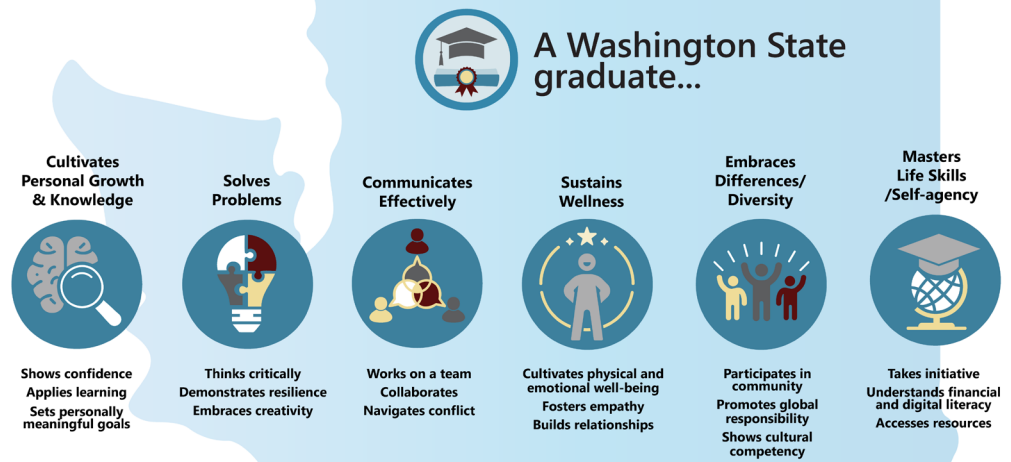 A Washington State
graduate...
Cultivates
Personal Growth
& Knowledge
Shows confidence
Applies learning
Sets personally
meaningful goals
Solves
Problems
Thinks critically
Demonstrates resilience
Embraces creativity
Communicates
Effectively
Works on a team
Collaborates
Navigates conflict
Sustains
Wellness
Cultivates physical and
emotional well-being
Fosters empathy
Builds relationships
Embraces
Differences/
Diversity
Participates in
community
Promotes global
responsibility
Shows cultural
competency
Masters
Life Skills
/Self-agency
Takes initiative
Understands financial
and digital literacy
Accesses resources